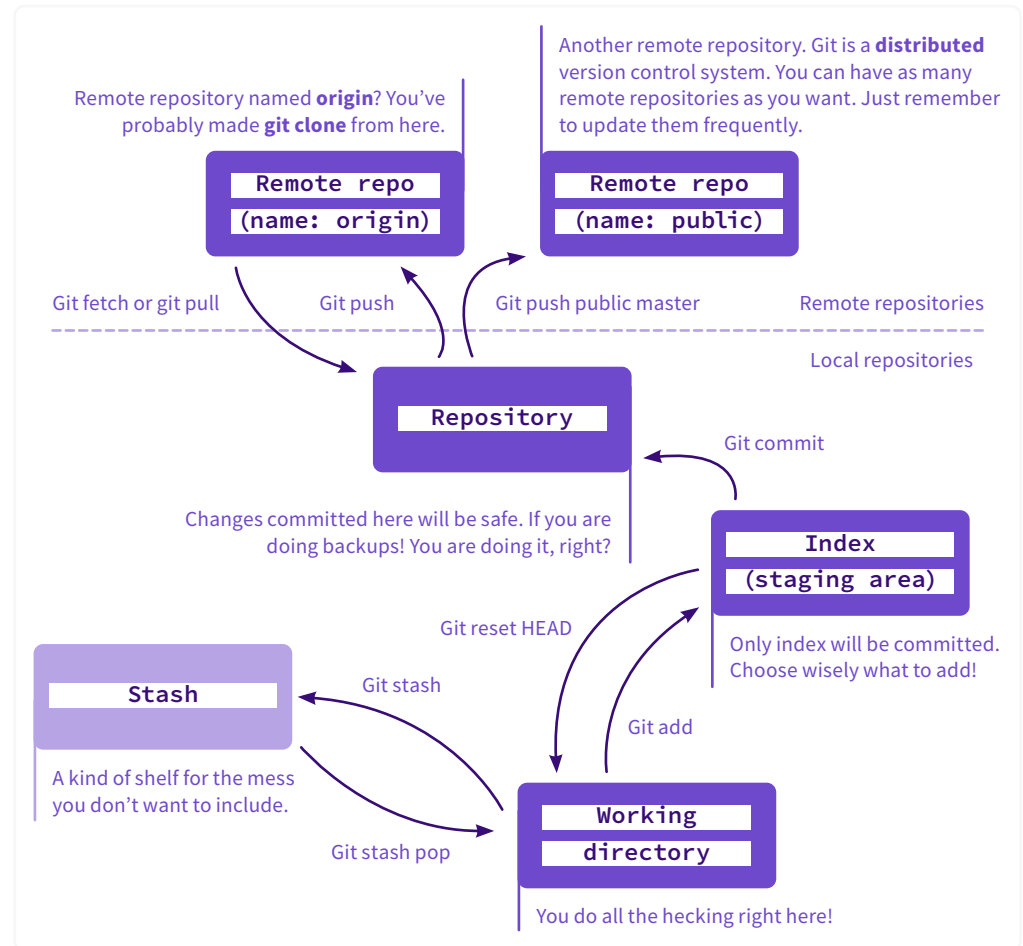 Another remote repository. Git is a distributed
version control system. You can have as many
remote repositories as you want. Just remember
to update them frequently.
Remote repository named origin? You’ve
probably made git clone from here.
Remote repo
(name: origin)
Remote repo
(name: public)
Git fetch or git pull
Git push
Git push public master
Remote repositories
Local repositories
Repository
Git commit
Changes committed here will be safe. If you are
doing backups! You are doing it, right?
Index
(staging area)
Git reset HEAD
Only index will be committed.
Choose wisely what to add!
Stash
Git stash
Git add
A kind of shelf for the mess
you don’t want to include.
Git stash pop
Working
directory
You do all the hecking right here!